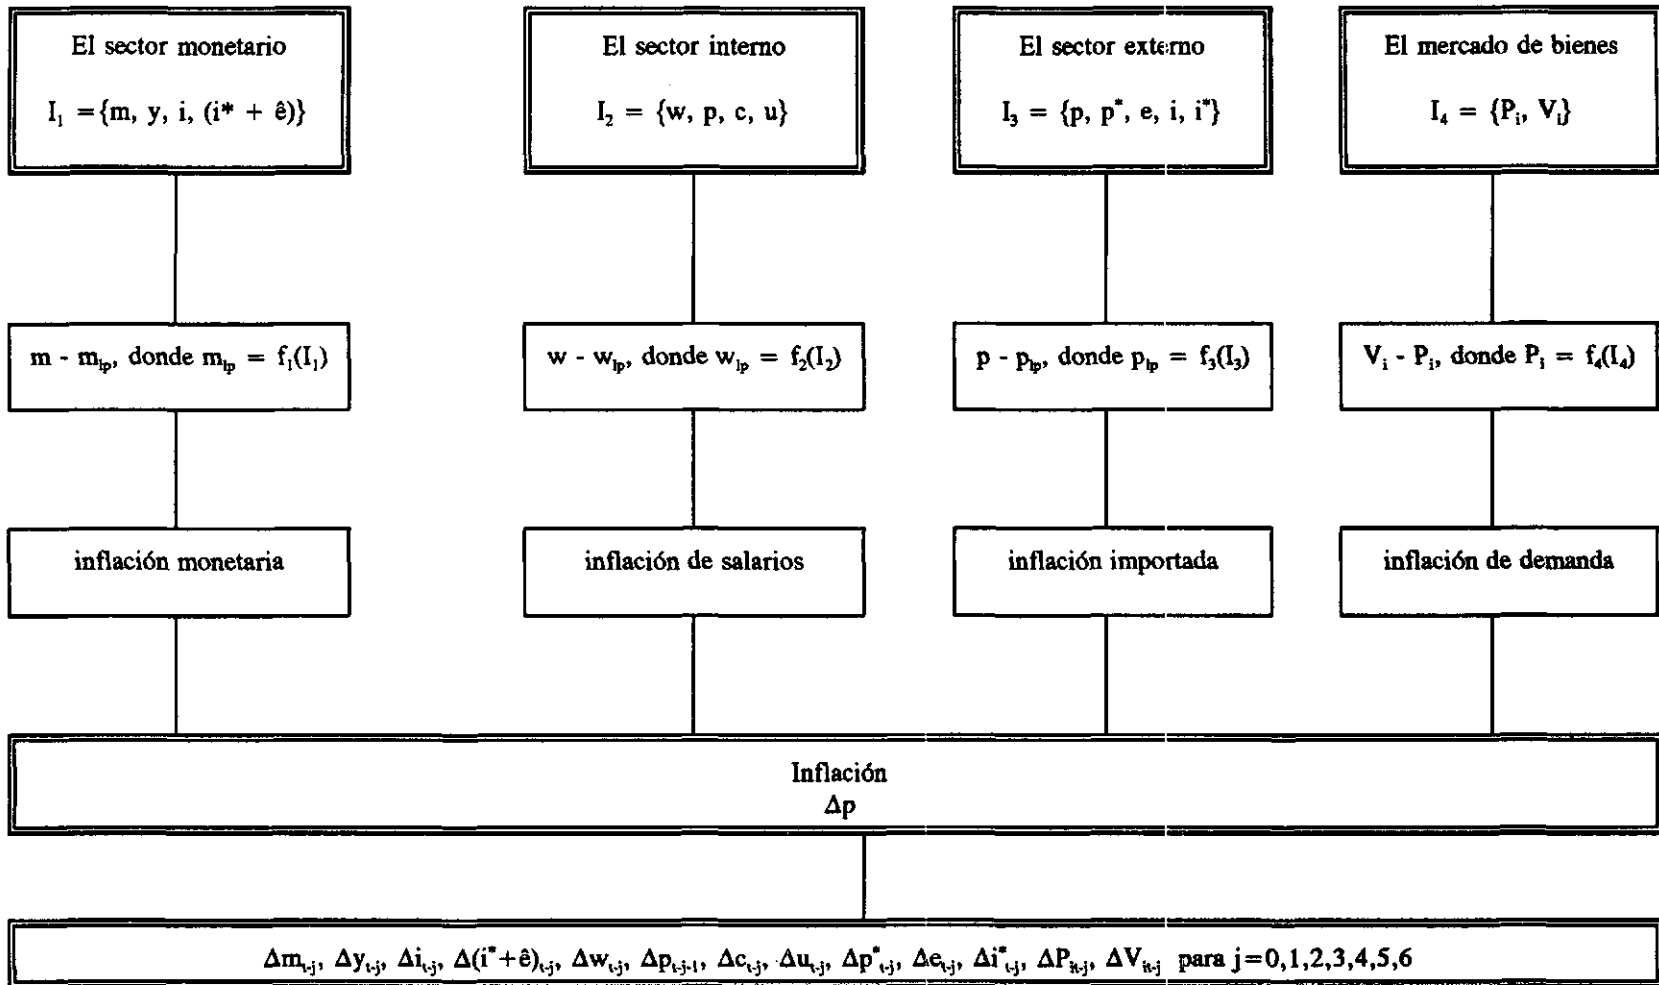 El sector monetario
I₁ ={m, y, i, (i* + ê)}
El sector interno
I₂ = {w, p, c, u}
El sector externo
I₃ = {p, p*, e, i, i*}
El mercado de bienes
I₄ = {Pᵢ, Vᵢ}
m - m_lp, donde m_lp = f₁(I₁)
w - w_lp, donde w_lp = f₂(I₂)
p - p_lp, donde p_lp = f₃(I₃)
Vᵢ - Pᵢ, donde Pᵢ = f₄(I₄)
inflación monetaria
inflación de salarios
inflación importada
inflación de demanda
Inflación
Δp
Δm_t-j, Δy_t-j, Δi_t-j, Δ(i*+ê)_t-j, Δw_t-j, Δp_t-j-1, Δc_t-j, Δu_t-j, Δp*_t-j, Δe_t-j, Δi*_t-j, ΔP_it-j, ΔV_it-j para j=0,1,2,3,4,5,6